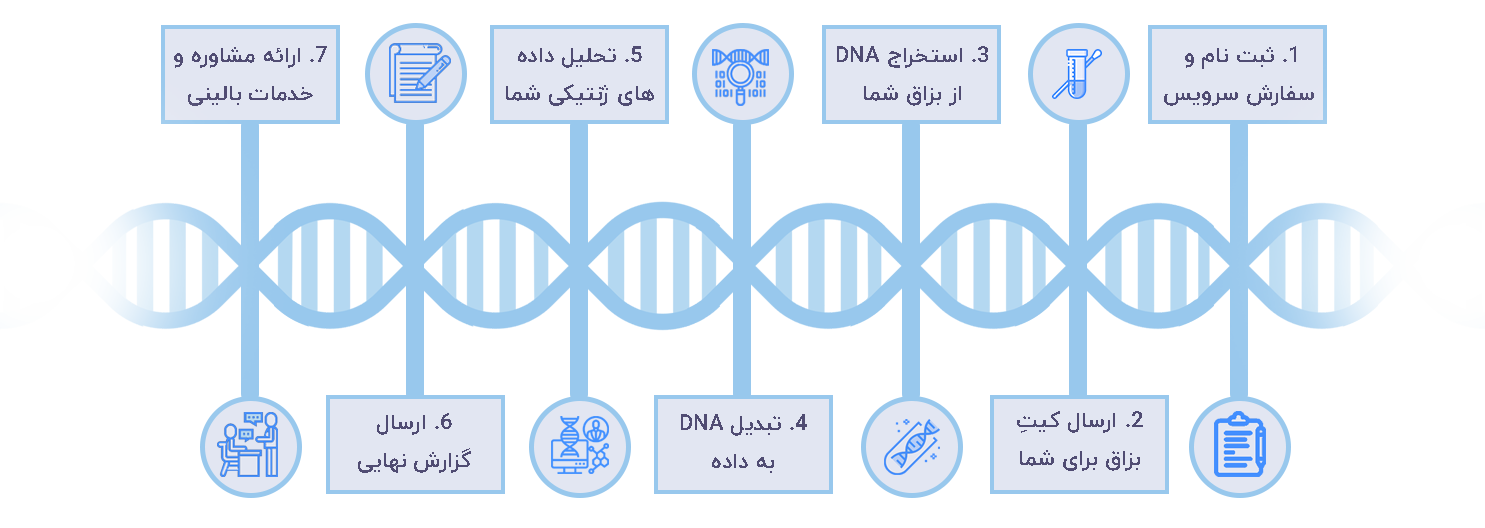 1. ثبت نام و
سفارش سرویس
2. ارسال کیتِ
بزاق برای شما
3. استخراج DNA
از بزاق شما
4. تبدیل DNA
به داده
5. تحلیل داده
های ژنتیکی شما
6. ارسال
گزارش نهایی
7. ارائه مشاوره و
خدمات بالینی